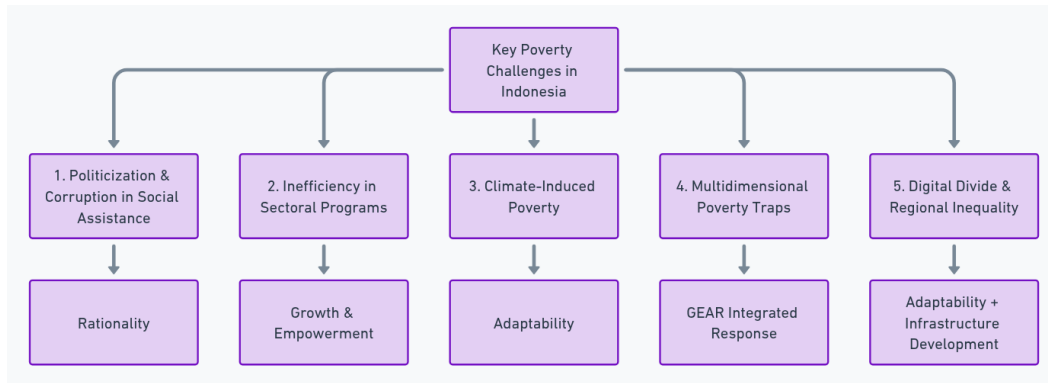 Key Poverty
Challenges in
Indonesia
1. Politicization &
Corruption in Social
Assistance
2. Inefficiency in
Sectoral Programs
3. Climate-Induced
Poverty
4. Multidimensional
Poverty Traps
5. Digital Divide &
Regional Inequality
Rationality
Growth &
Empowerment
Adaptability
GEAR Integrated
Response
Adaptability +
Infrastructure
Development